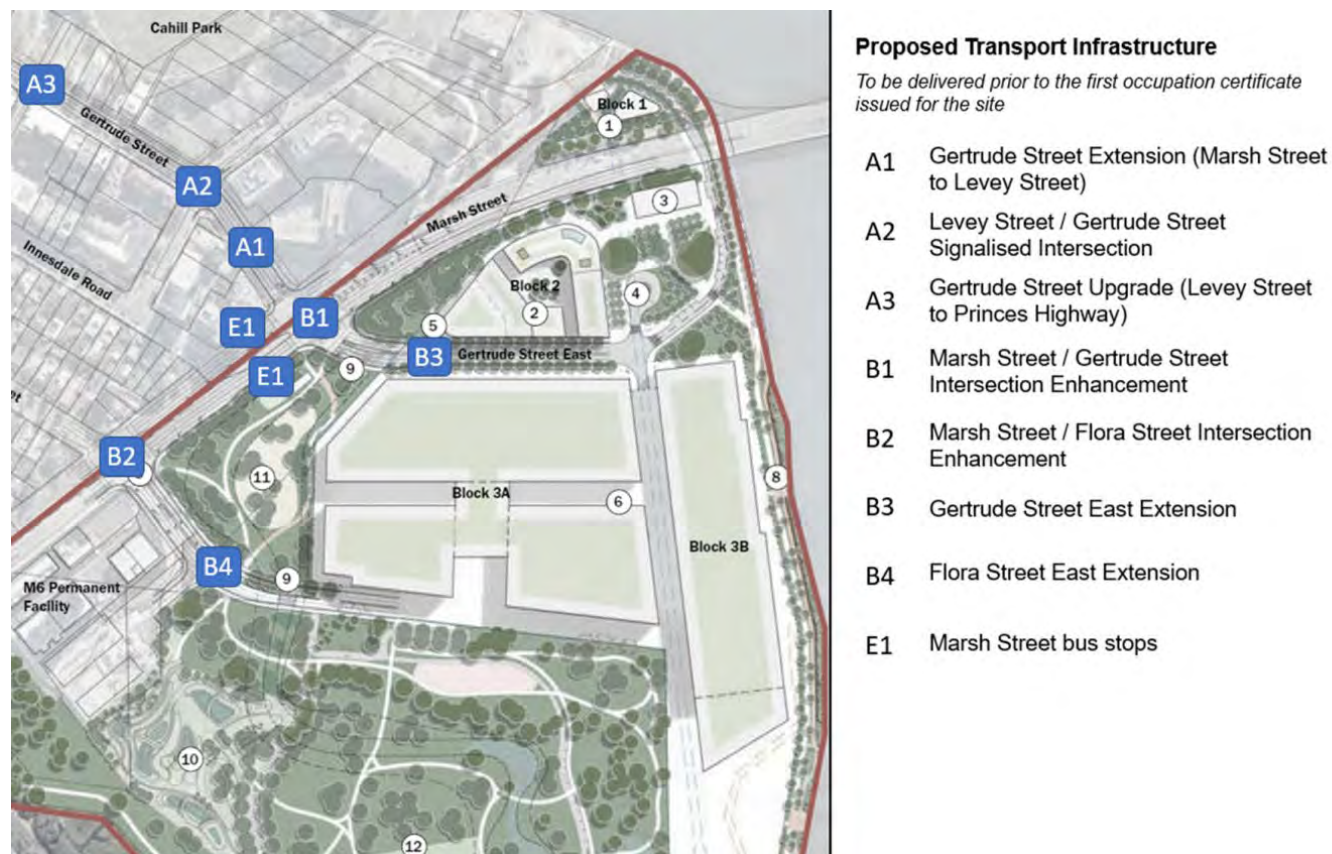 Cahill Park
A3
Gertrude Street
A2
A1
Innesdale Road
E1
B1
E1
B2
Marsh Street
Block 1
1
3
Block 2
2
4
5
B3
Gertrude Street East
9
11
Block 3A
6
Block 3B
8
B4
9
M6 Permanent
Facility
10
12
Proposed Transport Infrastructure
To be delivered prior to the first occupation certificate
issued for the site
A1 Gertrude Street Extension (Marsh Street
to Levey Street)
A2 Levey Street / Gertrude Street
Signalised Intersection
A3 Gertrude Street Upgrade (Levey Street
to Princes Highway)
B1 Marsh Street / Gertrude Street
Intersection Enhancement
B2 Marsh Street / Flora Street Intersection
Enhancement
B3 Gertrude Street East Extension
B4 Flora Street East Extension
E1 Marsh Street bus stops